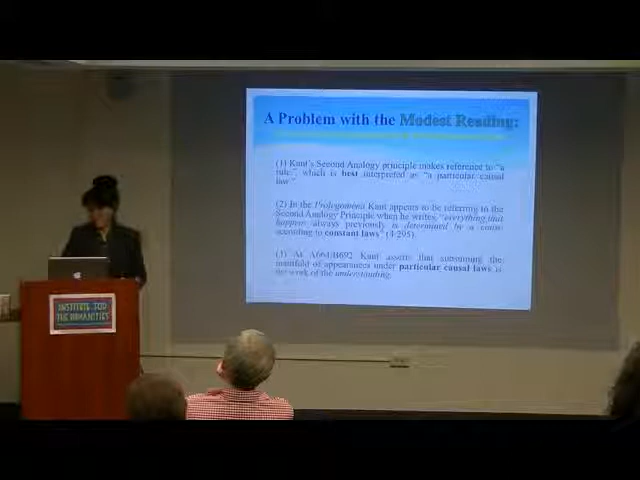 A Problem with the Modest Reading:
(1) Kant's Second Analogy principle makes reference to "a
rule", which is best interpreted as "a particular causal
law."
(2) In the Prolegomena Kant appears to be referring to the
Second Analogy Principle when he writes, "everything that
happens always previously is determined by a cause
according to constant laws" (4:295).
(3) At Kant asserts that subsuming the
manifold of appearances under particular causal laws is
the work of the understanding.
INSTITUTE FOR
THE HUMANITIES